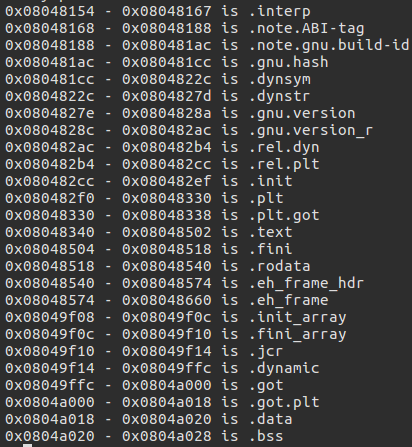 0x08048154 - 0x08048167 is .interp
0x08048168 - 0x08048188 is .note.ABI-tag
0x08048188 - 0x080481ac is .note.gnu.build-id
0x080481ac - 0x080481cc is .gnu.hash
0x080481cc - 0x0804822c is .dynsym
0x0804822c - 0x0804827d is .dynstr
0x0804827e - 0x0804828a is .gnu.version
0x0804828c - 0x080482ac is .gnu.version_r
0x080482ac - 0x080482b4 is .rel.dyn
0x080482b4 - 0x080482cc is .rel.plt
0x080482cc - 0x080482ef is .init
0x080482f0 - 0x08048330 is .plt
0x08048330 - 0x08048338 is .plt.got
0x08048340 - 0x08048502 is .text
0x08048504 - 0x08048518 is .fini
0x08048518 - 0x08048540 is .rodata
0x08048540 - 0x08048574 is .eh_frame_hdr
0x08048574 - 0x08048660 is .eh_frame
0x08049f08 - 0x08049f0c is .init_array
0x08049f0c - 0x08049f10 is .fini_array
0x08049f10 - 0x08049f14 is .jcr
0x08049f14 - 0x08049ffc is .dynamic
0x08049ffc - 0x0804a000 is .got
0x0804a000 - 0x0804a018 is .got.plt
0x0804a018 - 0x0804a020 is .data
0x0804a020 - 0x0804a028 is .bss